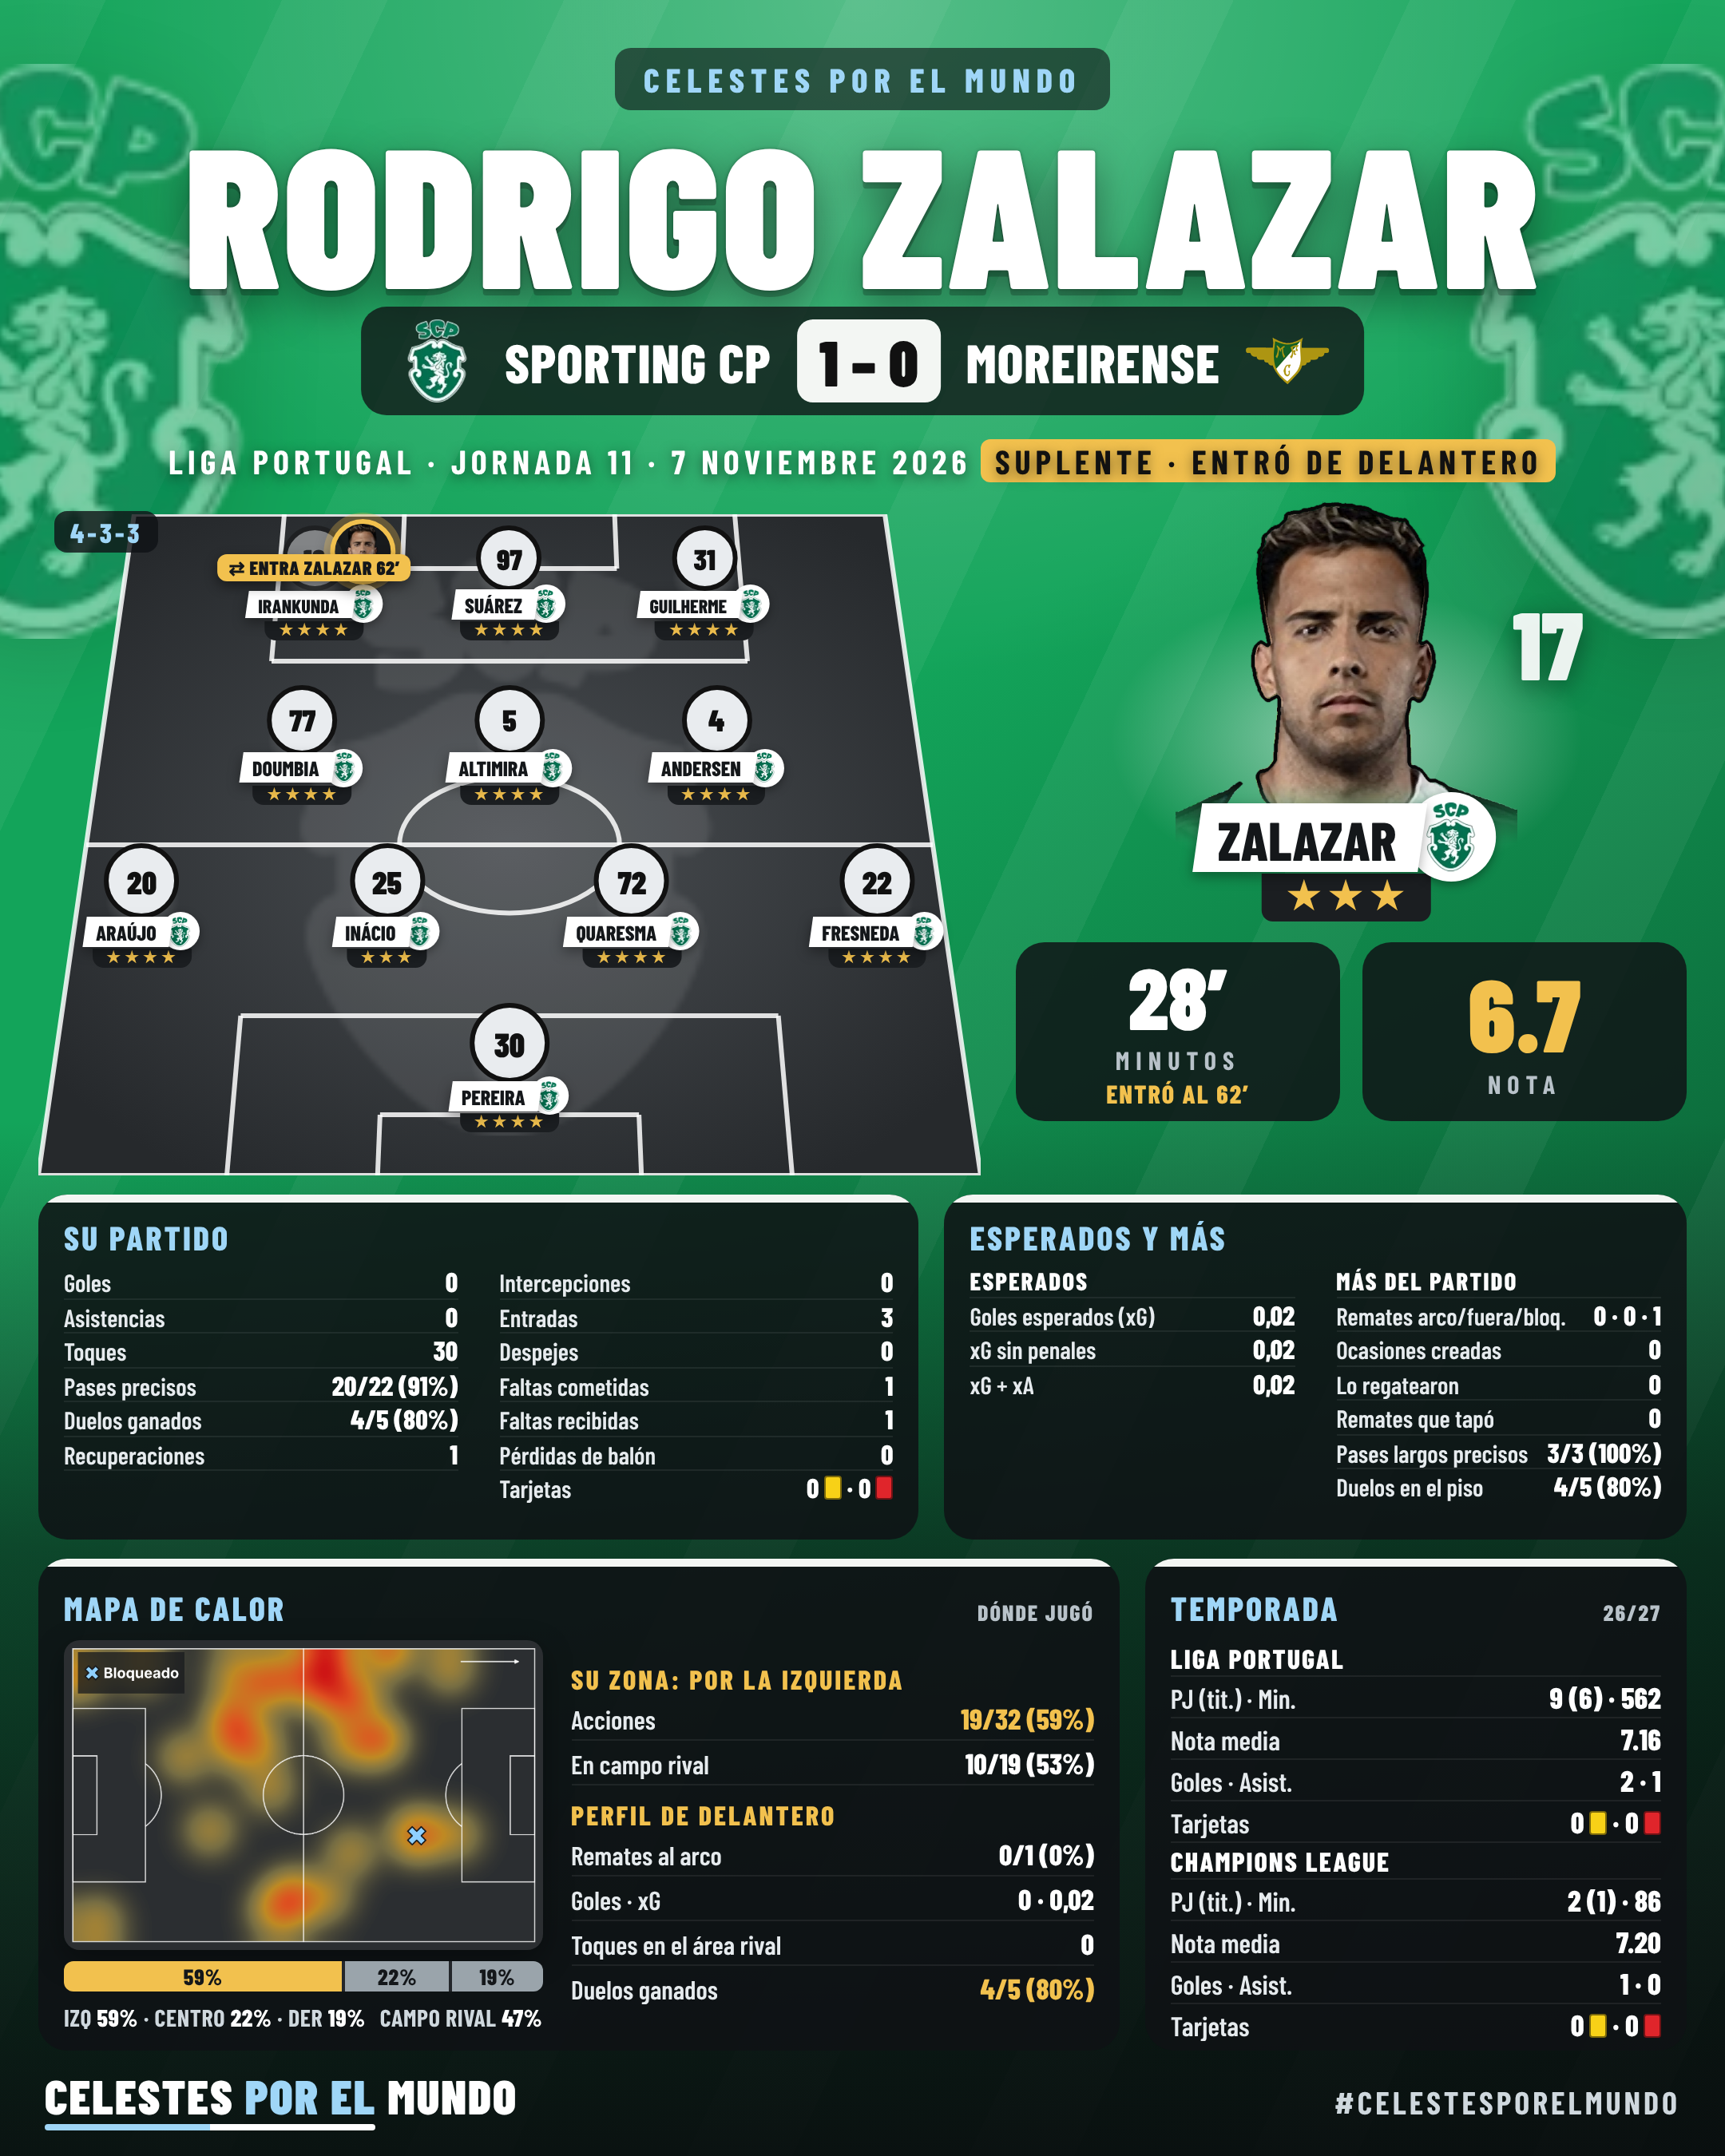 CELESTES POR EL MUNDO
RODRIGO ZALAZAR
SCP SPORTING CP 1 - 0 MOREIRENSE
LIGA PORTUGAL · JORNADA 11 · 7 NOVIEMBRE 2026 SUPLENTE · ENTRÓ DE DELANTERO
4-3-3
97 31
⇄ ENTRA ZALAZAR 62'
IRANKUNDA SUÁREZ GUILHERME
★★★★ ★★★★ ★★★★
77 5 4
DOUMBIA ALTIMIRA ANDERSEN
★★★★ ★★★★ ★★★★
20 25 72 22
ARAÚJO INÁCIO QUARESMA FRESNEDA
★★★★ ★★★ ★★★★ ★★★★
30
PEREIRA
★★★★
17
ZALAZAR SCP
★★★
28'
MINUTOS
ENTRÓ AL 62'
6.7
NOTA
SU PARTIDO
Goles 0
Asistencias 0
Toques 30
Pases precisos 20/22 (91%)
Duelos ganados 4/5 (80%)
Recuperaciones 1
Intercepciones 0
Entradas 3
Despejes 0
Faltas cometidas 1
Faltas recibidas 1
Pérdidas de balón 0
Tarjetas 0 · 0
ESPERADOS Y MÁS
ESPERADOS
Goles esperados (xG) 0,02
xG sin penales 0,02
xG + xA 0,02
MÁS DEL PARTIDO
Remates arco/fuera/bloq. 0 · 0 · 1
Ocasiones creadas 0
Lo regatearon 0
Remates que tapó 0
Pases largos precisos 3/3 (100%)
Duelos en el piso 4/5 (80%)
MAPA DE CALOR DÓNDE JUGÓ
Bloqueado
59% 22% 19%
IZQ 59% · CENTRO 22% · DER 19% CAMPO RIVAL 47%
SU ZONA: POR LA IZQUIERDA
Acciones 19/32 (59%)
En campo rival 10/19 (53%)
PERFIL DE DELANTERO
Remates al arco 0/1 (0%)
Goles · xG 0 · 0,02
Toques en el área rival 0
Duelos ganados 4/5 (80%)
TEMPORADA 26/27
LIGA PORTUGAL
PJ (tit.) · Min. 9 (6) · 562
Nota media 7.16
Goles · Asist. 2 · 1
Tarjetas 0 · 0
CHAMPIONS LEAGUE
PJ (tit.) · Min. 2 (1) · 86
Nota media 7.20
Goles · Asist. 1 · 0
Tarjetas 0 · 0
CELESTES POR EL MUNDO
#CELESTESPORELMUNDO